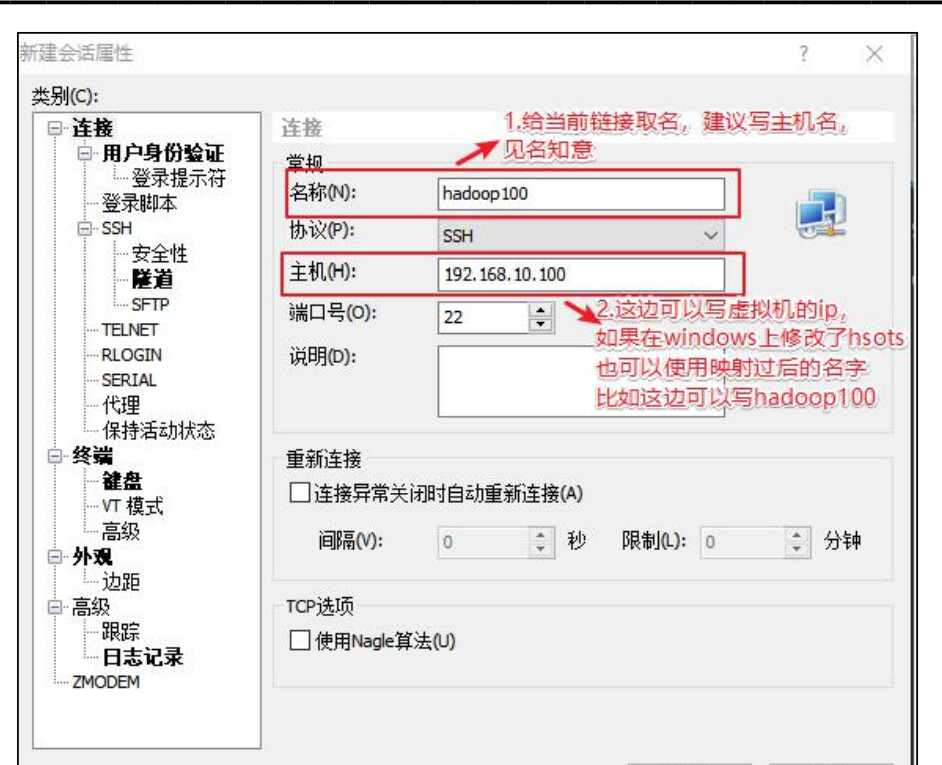 新建会话属性
?
类别(C):
连接
用户身份验证
登录提示符
登录脚本
SSH
安全性
隧道
SFTP
TELNET
RLOGIN
SERIAL
代理
保持活动状态
终端
键盘
VT 模式
高级
外观
边距
高级
跟踪
日志记录
ZMODEM
连接
1.给当前链接取名，建议写主机名，
见名知意
常规
名称(N): hadoop100
协议(P): SSH
主机(H): 192.168.10.100
端口号(O): 22
2.这边可以写虚拟机的ip,
如果在windows上修改了hsots
也可以使用映射过后的名字
比如这边可以写hadoop100
说明(D):
重新连接
连接异常关闭时自动重新连接(A)
间隔(V): 0 秒 限制(L): 0 分钟
TCP选项
使用Nagle算法(U)